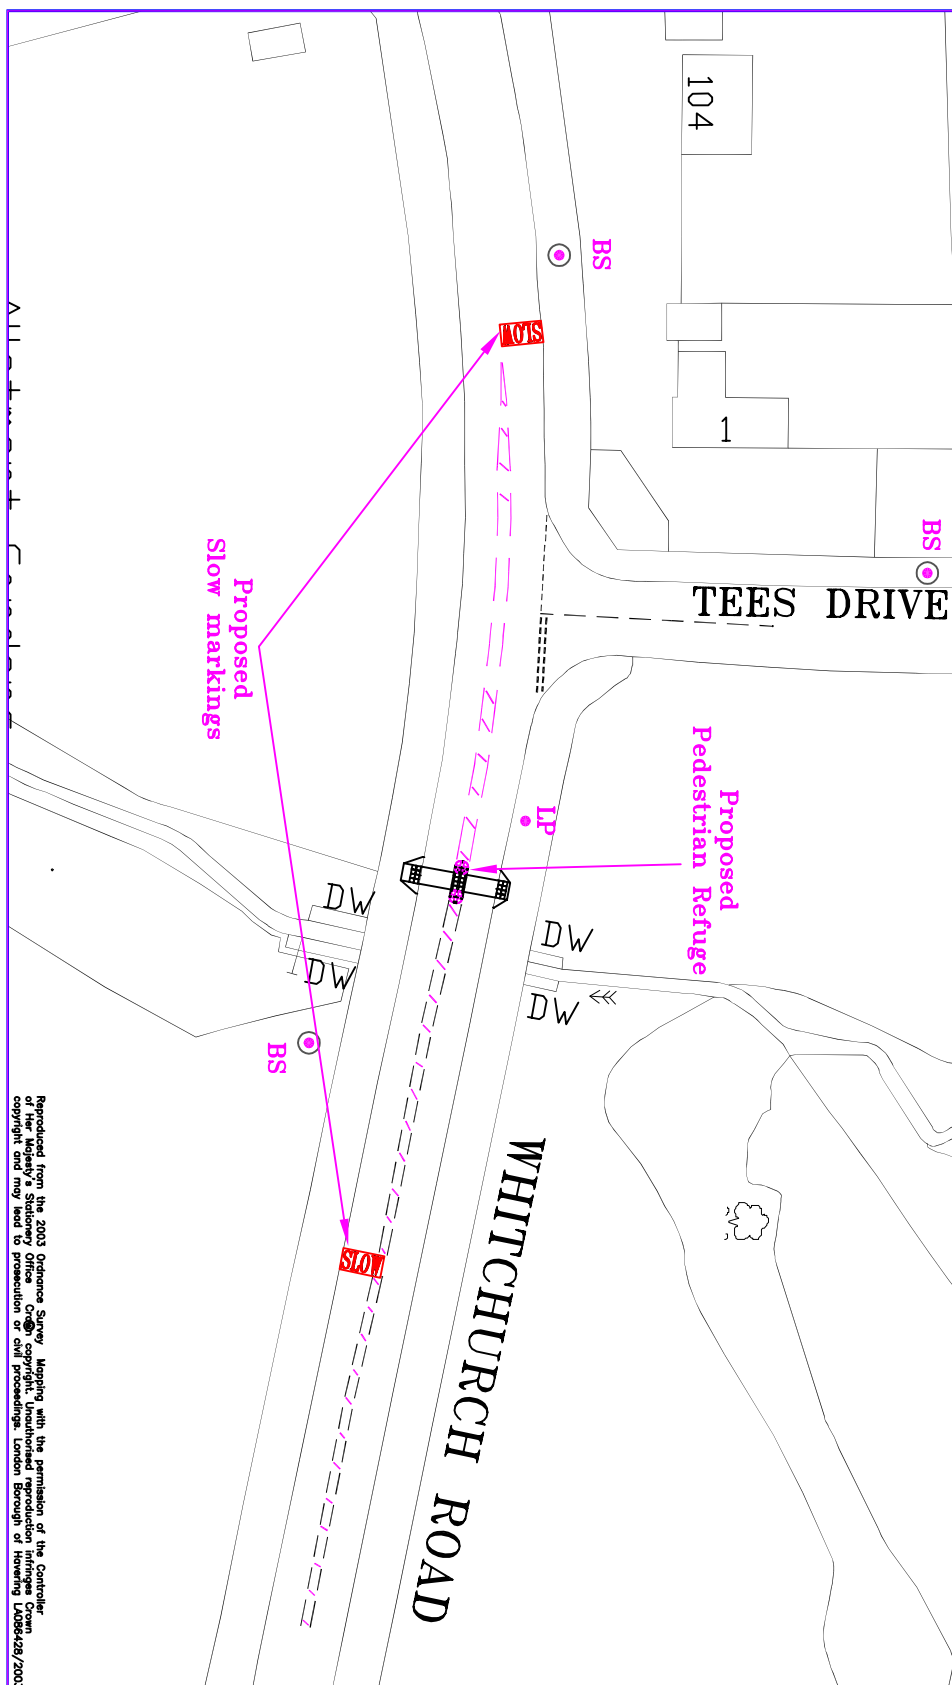 104
BS
SLOW
1
BS
TEES DRIVE
Proposed
Slow markings
Proposed
Pedestrian Refuge
LP
DW
DW
DW
DW
BS
SLOW
WHITCHURCH ROAD
Reproduced from the 2003 Ordnance Survey Mapping with the permission of the Controller
of Her Majesty's Stationery Office Crown copyright. Unauthorised reproduction infringes Crown
copyright and may lead to prosecution or civil proceedings. London Borough of Havering LA086428/200